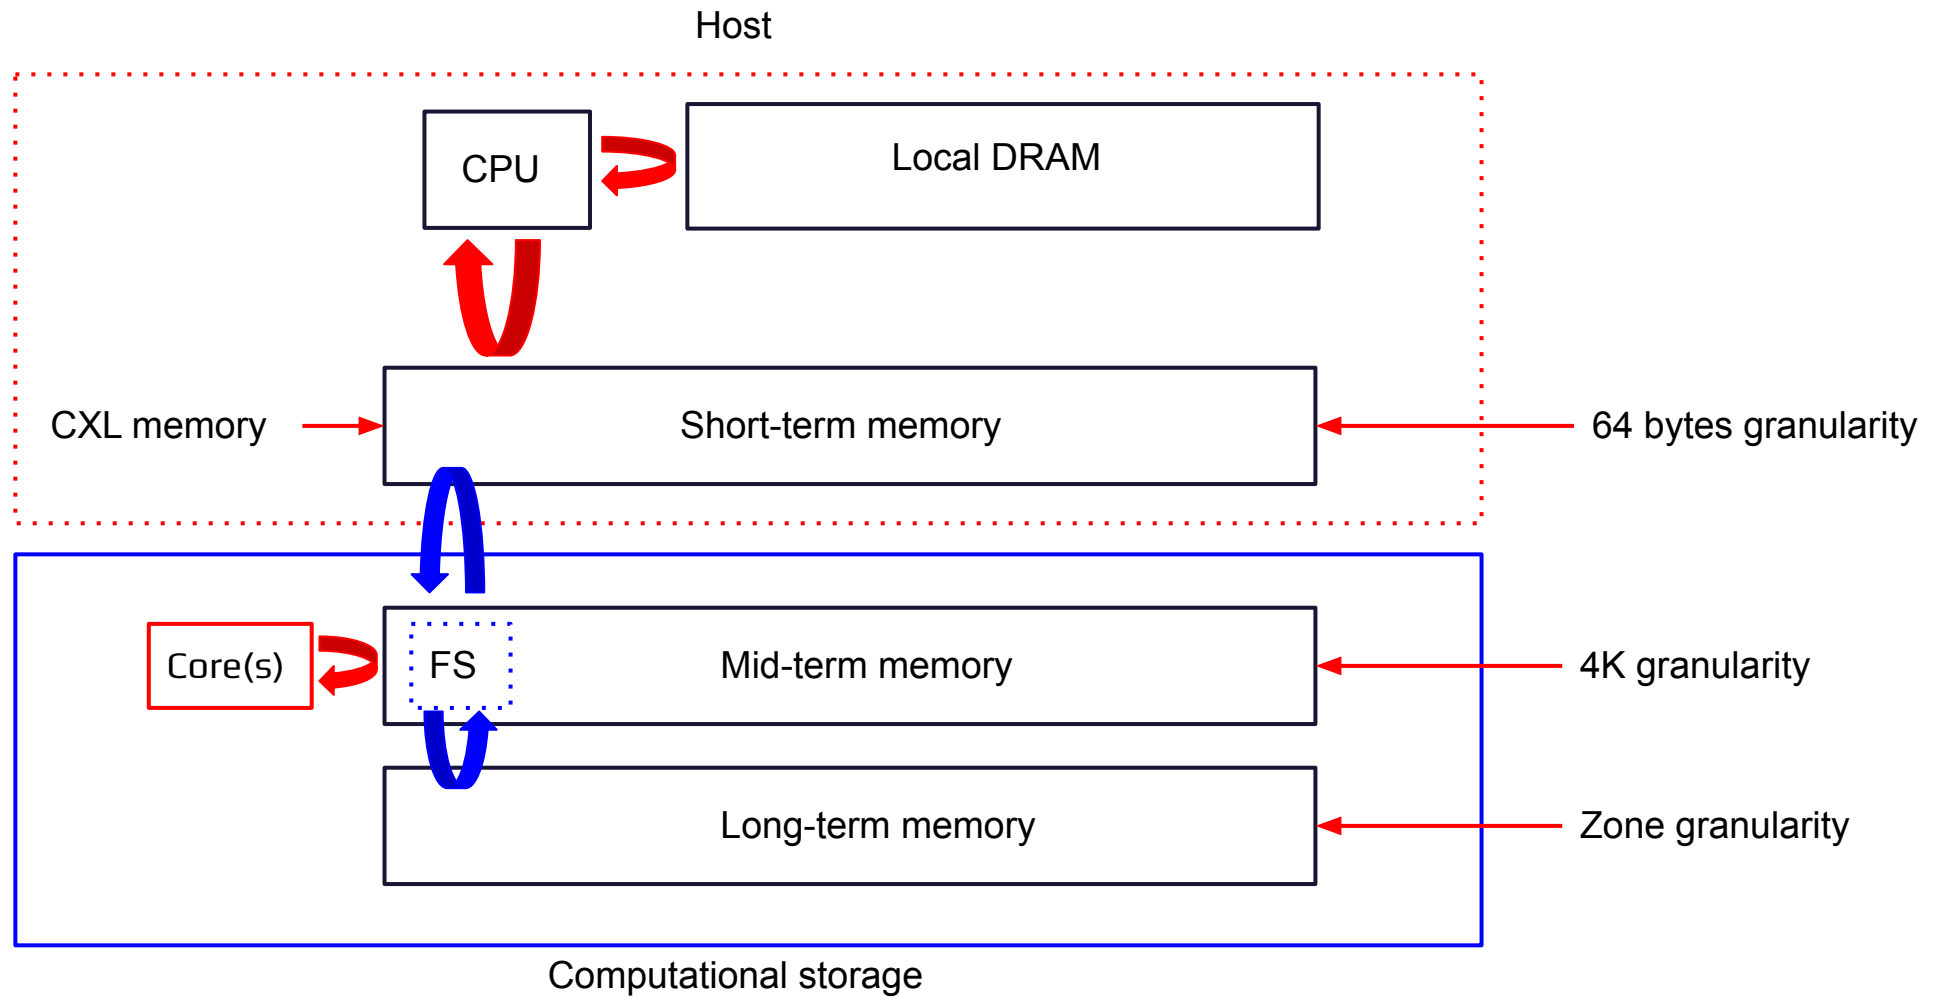 Host
CPU
Local DRAM
CXL memory
Short-term memory
64 bytes granularity
Core(s)
FS
Mid-term memory
4K granularity
Long-term memory
Zone granularity
Computational storage